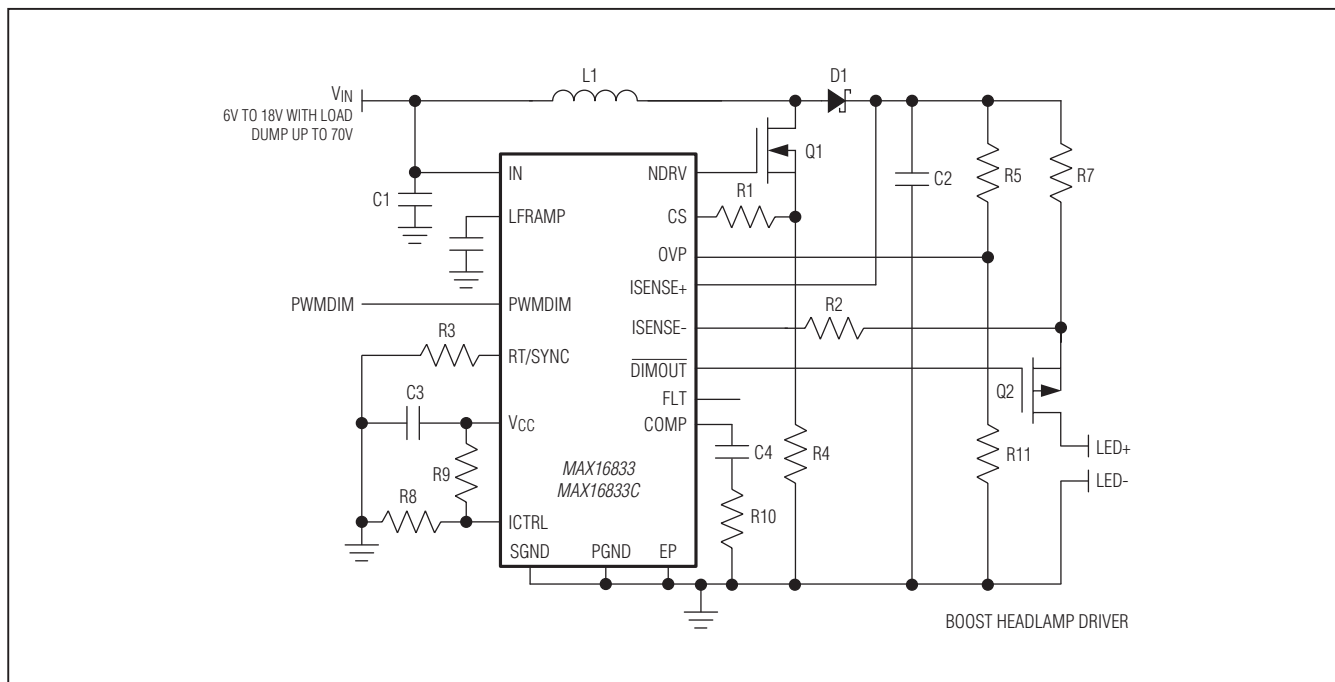 L1
D1
VIN
6V TO 18V WITH LOAD
DUMP UP TO 70V
Q1
IN
NDRV
C1
R1
C2
R5
R7
LFRAMP
CS
OVP
ISENSE+
PWMDIM
PWMDIM
R2
ISENSE-
R3
RT/SYNC
DIMOUT
Q2
C3
FLT
VCC
COMP
LED+
C4
R4
R11
R9
MAX16833
MAX16833C
LED-
R8
R10
ICTRL
SGND
PGND
EP
BOOST HEADLAMP DRIVER